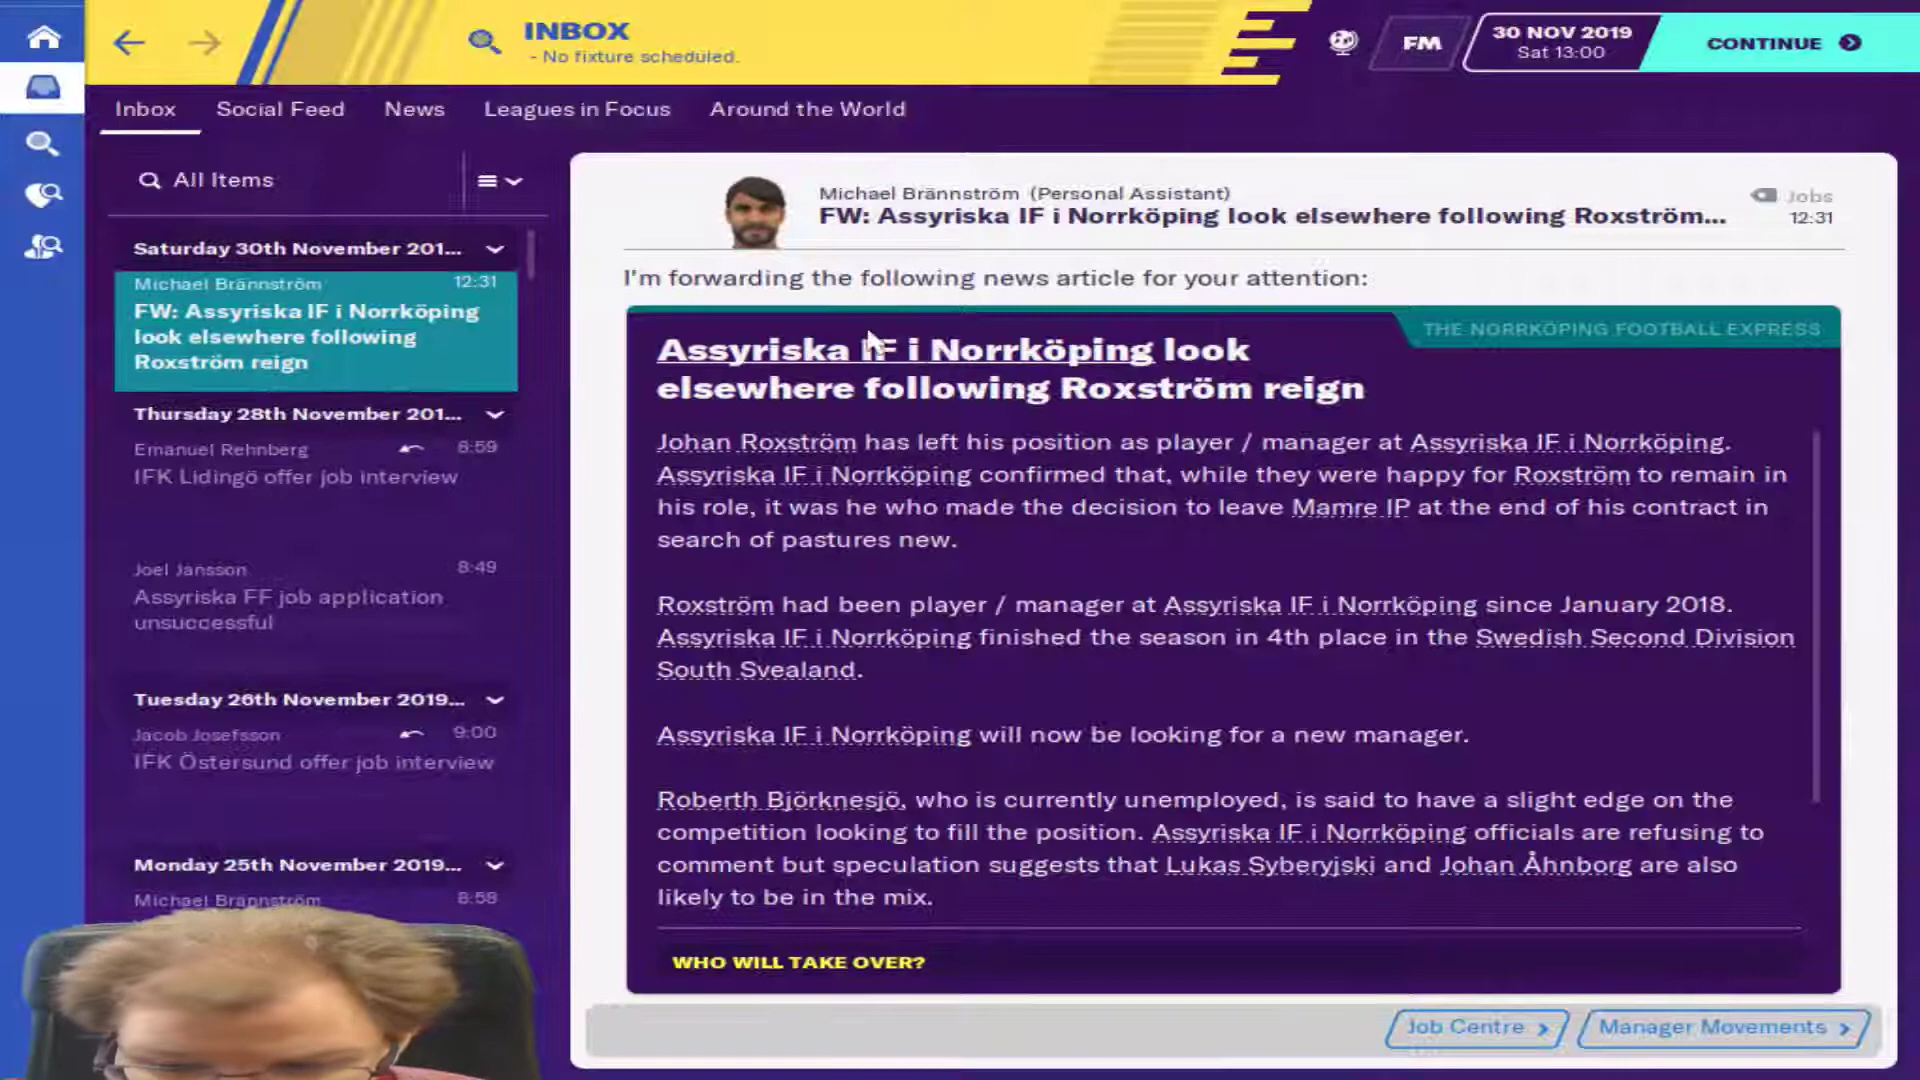 INBOX
- No fixture scheduled.
FM
30 NOV 2019
Sat 13:00
CONTINUE
Inbox
Social Feed
News
Leagues in Focus
Around the World
All Items
Saturday 30th November 201...
Michael Brännström 12:31
FW: Assyriska IF i Norrköping
look elsewhere following
Roxström reign
Thursday 28th November 201...
Emanuel Rehnberg 8:59
IFK Lidingö offer job interview
Joel Jansson 8:49
Assyriska FF job application
unsuccessful
Tuesday 26th November 2019...
Jacob Josefsson 9:00
IFK Östersund offer job interview
Monday 25th November 2019...
Michael Brännström 8:58
Michael Brännström (Personal Assistant)
FW: Assyriska IF i Norrköping look elsewhere following Roxström...
Jobs
12:31
I'm forwarding the following news article for your attention:
THE NORRKÖPING FOOTBALL EXPRESS
Assyriska IF i Norrköping look
elsewhere following Roxström reign
Johan Roxström has left his position as player / manager at Assyriska IF i Norrköping.
Assyriska IF i Norrköping confirmed that, while they were happy for Roxström to remain in
his role, it was he who made the decision to leave Mamre IP at the end of his contract in
search of pastures new.
Roxström had been player / manager at Assyriska IF i Norrköping since January 2018.
Assyriska IF i Norrköping finished the season in 4th place in the Swedish Second Division
South Svealand.
Assyriska IF i Norrköping will now be looking for a new manager.
Roberth Björknesjö, who is currently unemployed, is said to have a slight edge on the
competition looking to fill the position. Assyriska IF i Norrköping officials are refusing to
comment but speculation suggests that Lukas Syberyjski and Johan Åhnborg are also
likely to be in the mix.
WHO WILL TAKE OVER?
Job Centre
Manager Movements